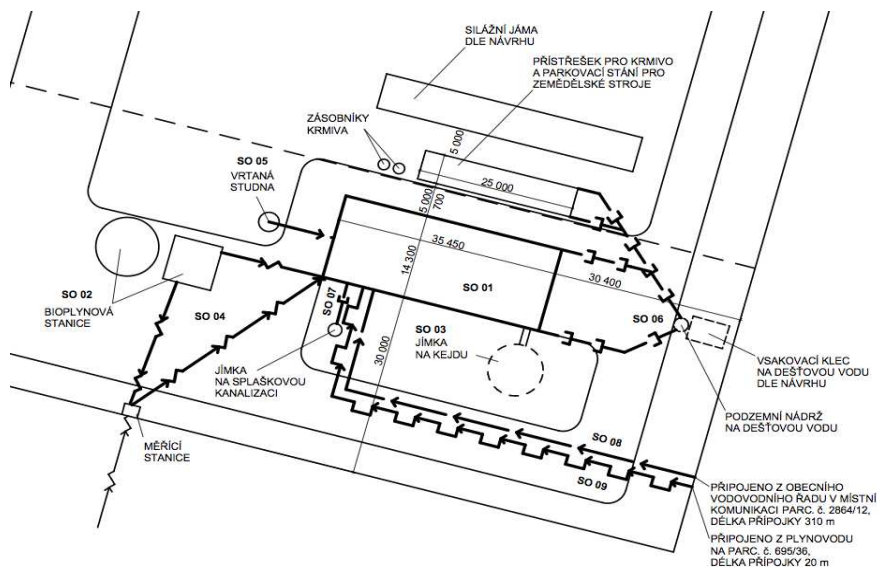 SILÁŽNÍ JÁMA
DLE NÁVRHU
PŘÍSTŘEŠEK PRO KRMIVO
A PARKOVACÍ STÁNÍ PRO
ZEMĚDĚLSKÉ STROJE
ZÁSOBNÍKY
KRMIVA
SO 05
VRTANÁ
STUDNA
5 000
25 000
5 000
700
35 450
14 300
SO 01
30 400
SO 02
BIOPLYNOVÁ
STANICE
SO 04
SO 07
SO 03
JÍMKA
NA KEJDU
SO 06
30 000
JÍMKA
NA SPLAŠKOVOU
KANALIZACI
VSAKOVACÍ KLEC
NA DEŠŤOVOU VODU
DLE NÁVRHU
PODZEMNÍ NÁDRŽ
NA DEŠŤOVOU VODU
MĚŘÍCÍ
STANICE
SO 08
SO 09
PŘIPOJENO Z OBECNÍHO
VODOVODNÍHO ŘADU V MÍSTNÍ
KOMUNIKACI PARC. č. 2864/12,
DÉLKA PŘÍPOJKY 310 m
PŘIPOJENO Z PLYNOVODU
NA PARC. č. 695/36,
DÉLKA PŘÍPOJKY 20 m